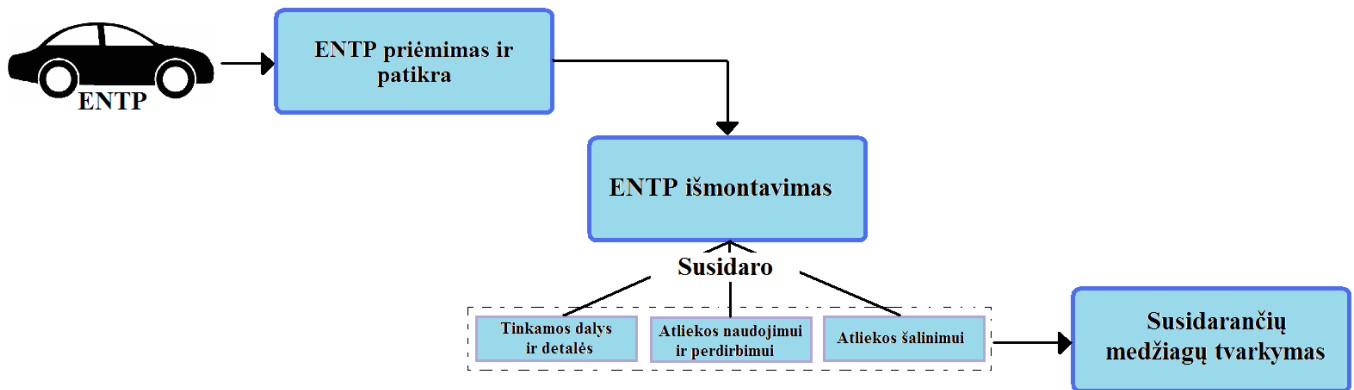 ENTP
ENTP priėmimas ir
patikra
ENTP išmontavimas
Susidaro
Tinkamos dalys
ir detalės
Atliekos naudojimui
ir perdirbimui
Atliekos šalinimui
Susidarančių
medžiagų tvarkymas